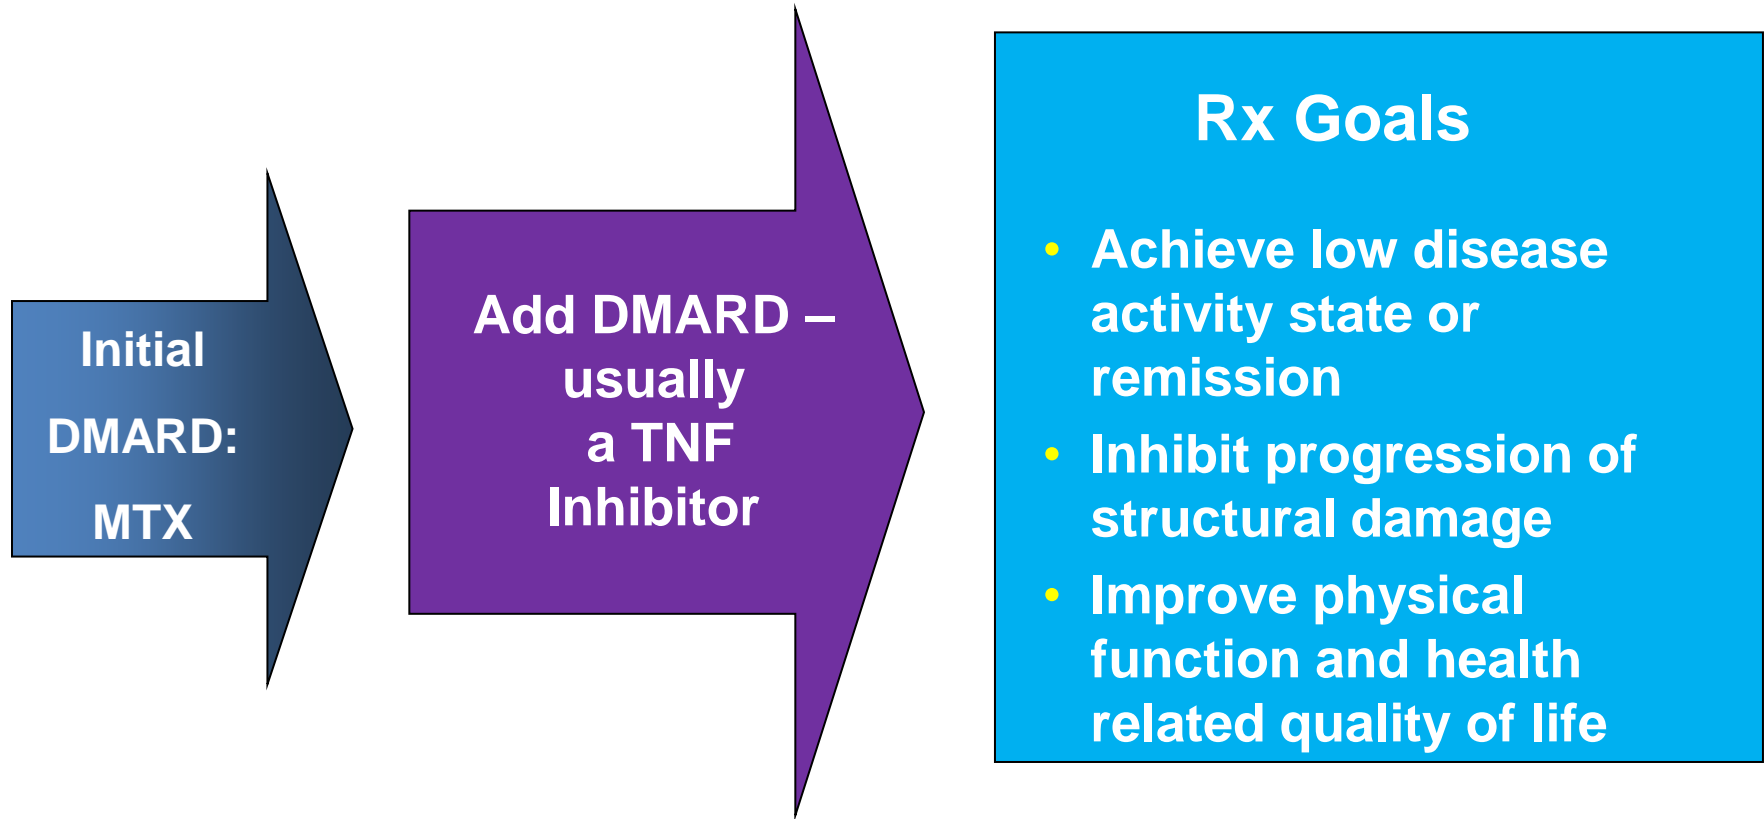 Initial
DMARD:
MTX
Add DMARD –
usually
a TNF
Inhibitor
Rx Goals
• Achieve low disease
activity state or
remission
• Inhibit progression of
structural damage
• Improve physical
function and health
related quality of life